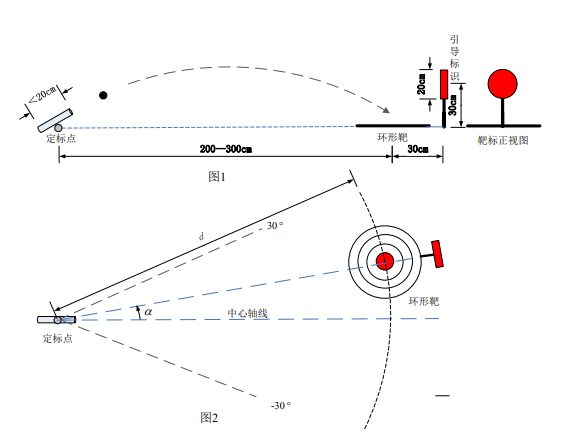 引
导
标
识
<20cm
20cm
30cm
定标点
环形靶
靶标正视图
200—300cm
30cm
图1
d
30°
α
中心轴线
环形靶
定标点
-30°
图2